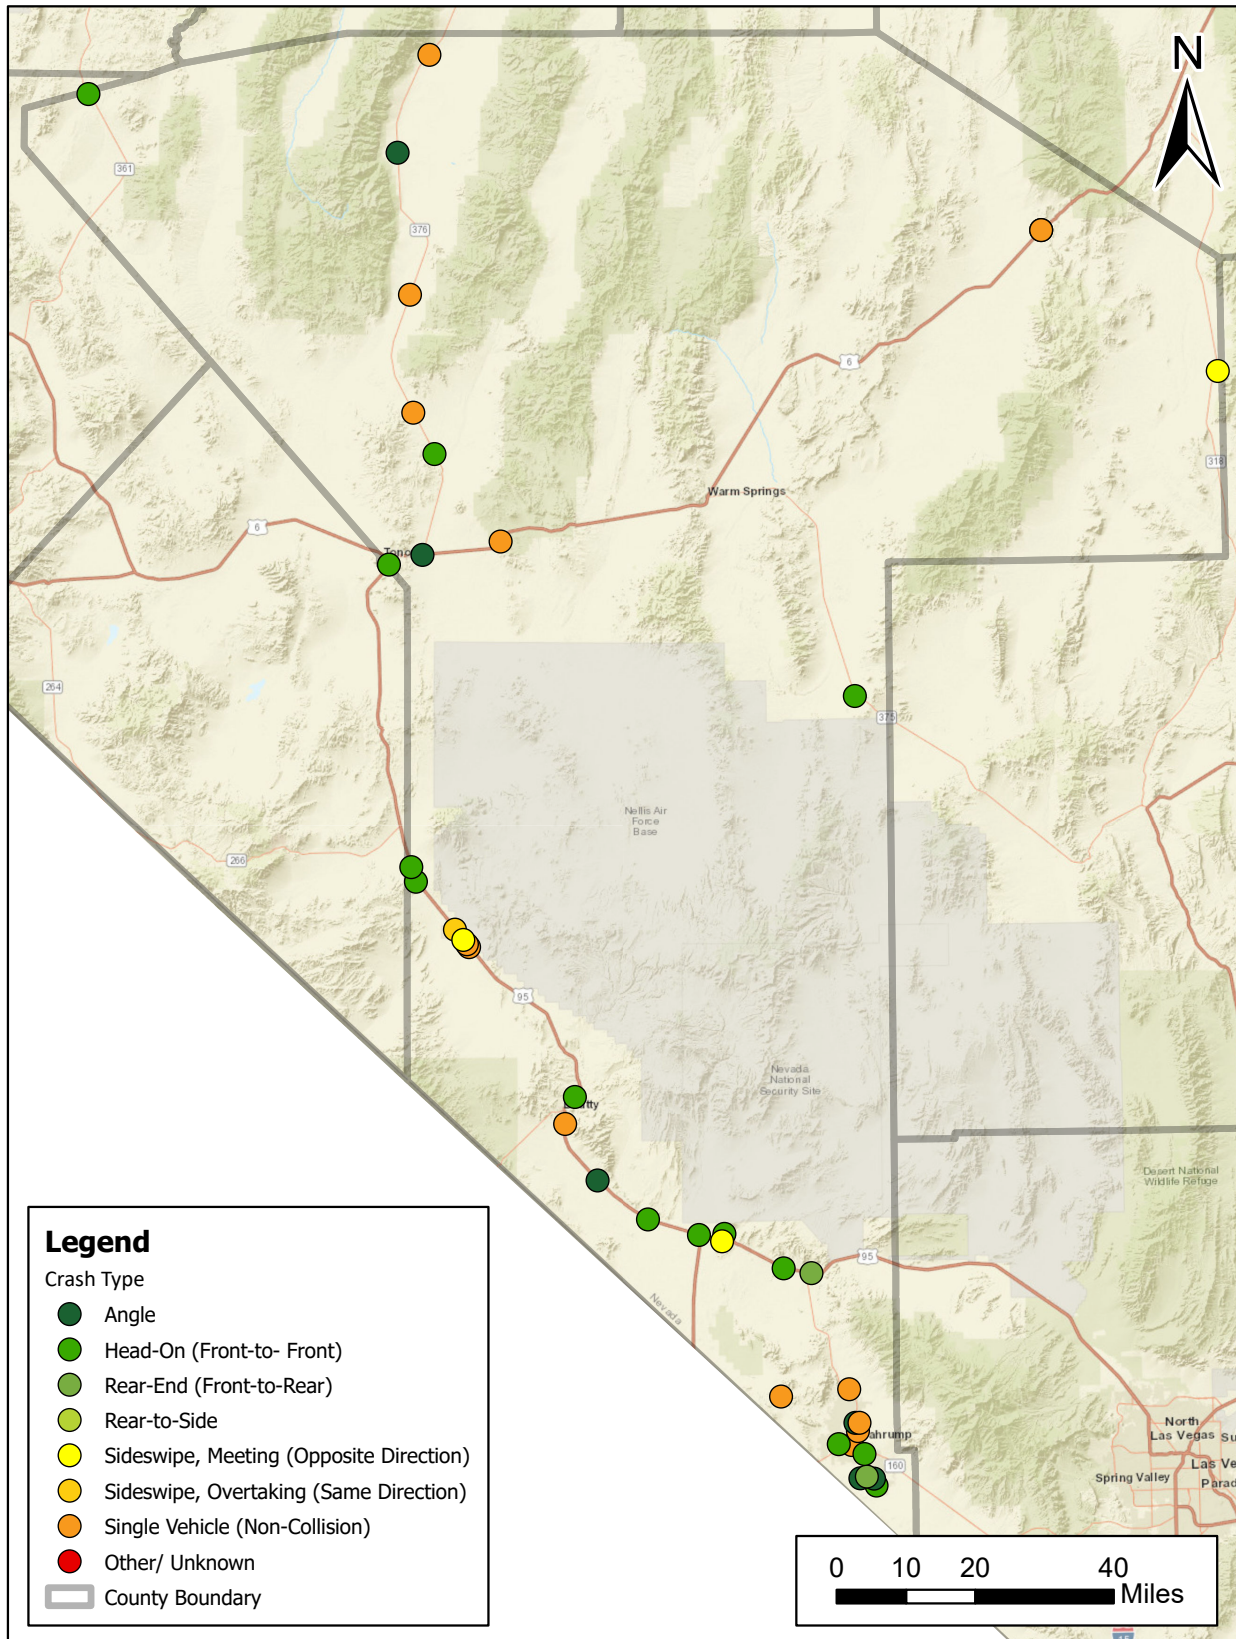 N
361
376
6
318
Warm Springs
6
375
264
Nellis Air
Force
Base
266
95
Nevada
National
Security Site
Desert National
Wildlife Refuge
95
Nevada
North
Las Vegas
160
Spring Valley
Legend
Crash Type
Angle
Head-On (Front-to- Front)
Rear-End (Front-to-Rear)
Rear-to-Side
Sideswipe, Meeting (Opposite Direction)
Sideswipe, Overtaking (Same Direction)
Single Vehicle (Non-Collision)
Other/ Unknown
County Boundary
0 10 20 40
Miles